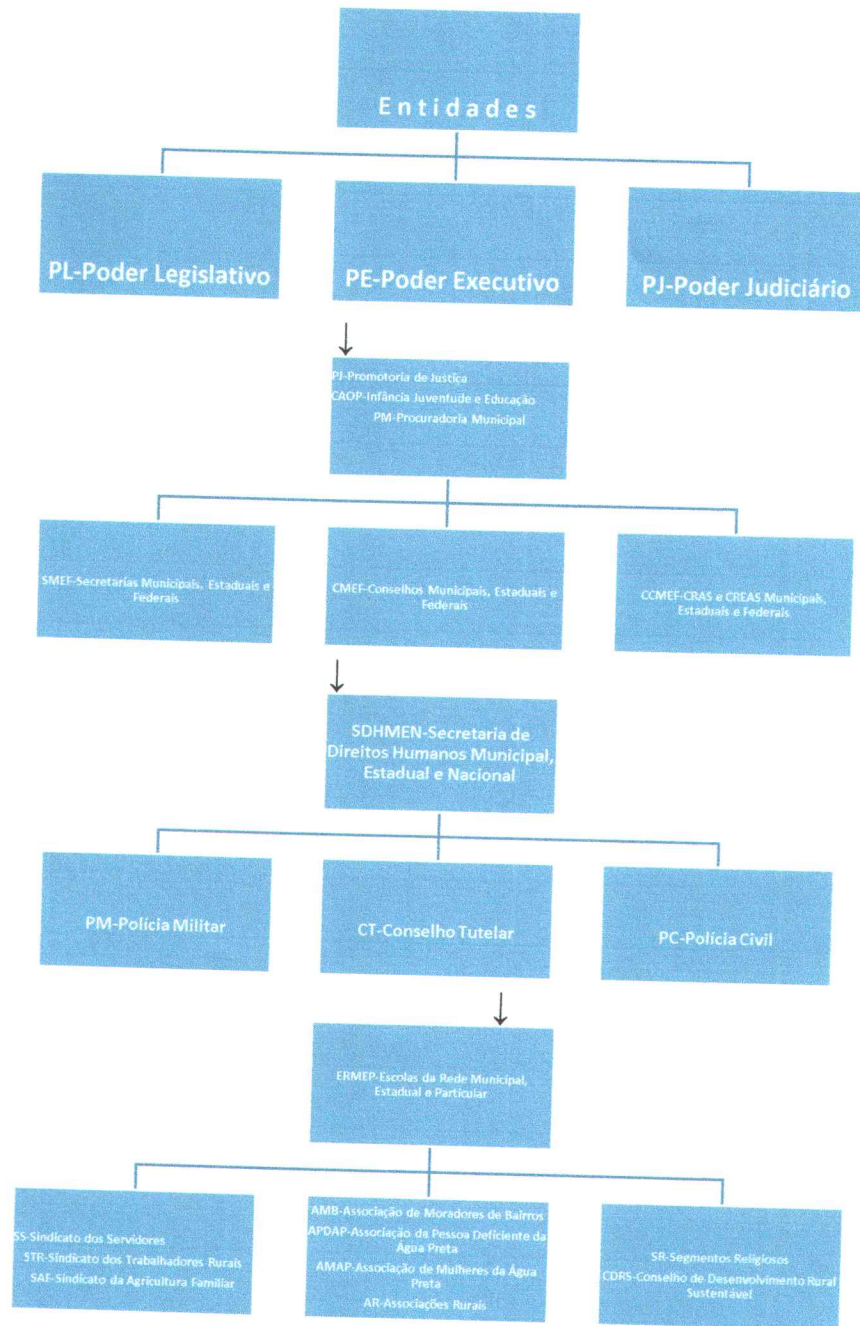 Entidades
PL-Poder Legislativo
PE-Poder Executivo
PJ-Poder Judiciário
PJ-Promotoria de Justiça
CAOP-Infância Juventude e Educação
PM-Procuradoria Municipal
SMEF-Secretarias Municipais, Estaduais e
Federais
CMEF-Conselhos Municipais, Estaduais e
Federais
CCMEF-CRAS e CREAS Municipais,
Estaduais e Federais
SDHMEN-Secretaria de
Direitos Humanos Municipal,
Estadual e Nacional
PM-Polícia Militar
CT-Conselho Tutelar
PC-Polícia Civil
ERMEP-Escolas da Rede Municipal,
Estadual e Particular
SS-Sindicato dos Servidores
STR-Sindicato dos Trabalhadores Rurais
SAF-Sindicato da Agricultura Familiar
AMB-Associação de Moradores de Bairros
APDAP-Associação da Pessoa Deficiente da
Água Preta
AMAP-Associação de Mulheres da Água
Preta
AR-Associações Rurais
SR-Segmentos Religiosos
CDRS-Conselho de Desenvolvimento Rural
Sustentável